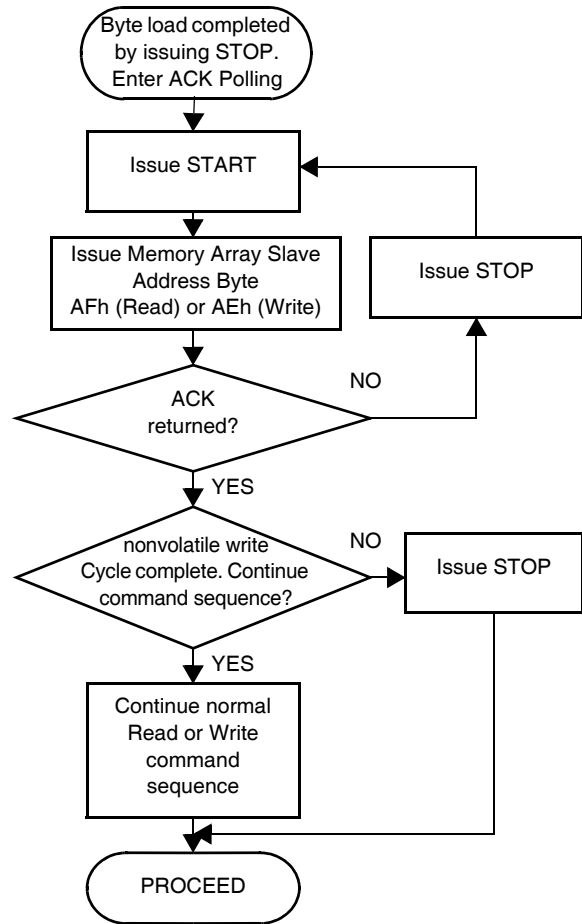 Byte load completed
by issuing STOP.
Enter ACK Polling
Issue START
Issue Memory Array Slave
Address Byte
AFh (Read) or AEh (Write)
Issue STOP
NO
ACK
returned?
YES
nonvolatile write
Cycle complete. Continue
command sequence?
NO
Issue STOP
YES
Continue normal
Read or Write
command
sequence
PROCEED